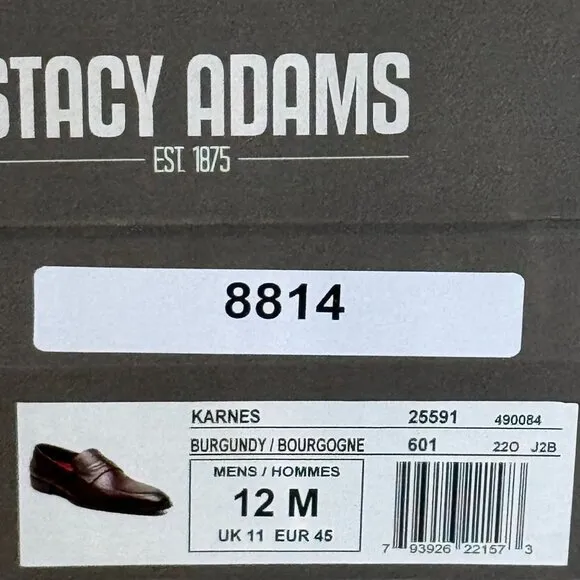 STACY ADAMS
EST. 1875
8814
KARNES 25591 490084
BURGUNDY / BOURGOGNE 601 22O J2B
MENS / HOMMES
12 M
UK 11 EUR 45
7 93926 22157 3